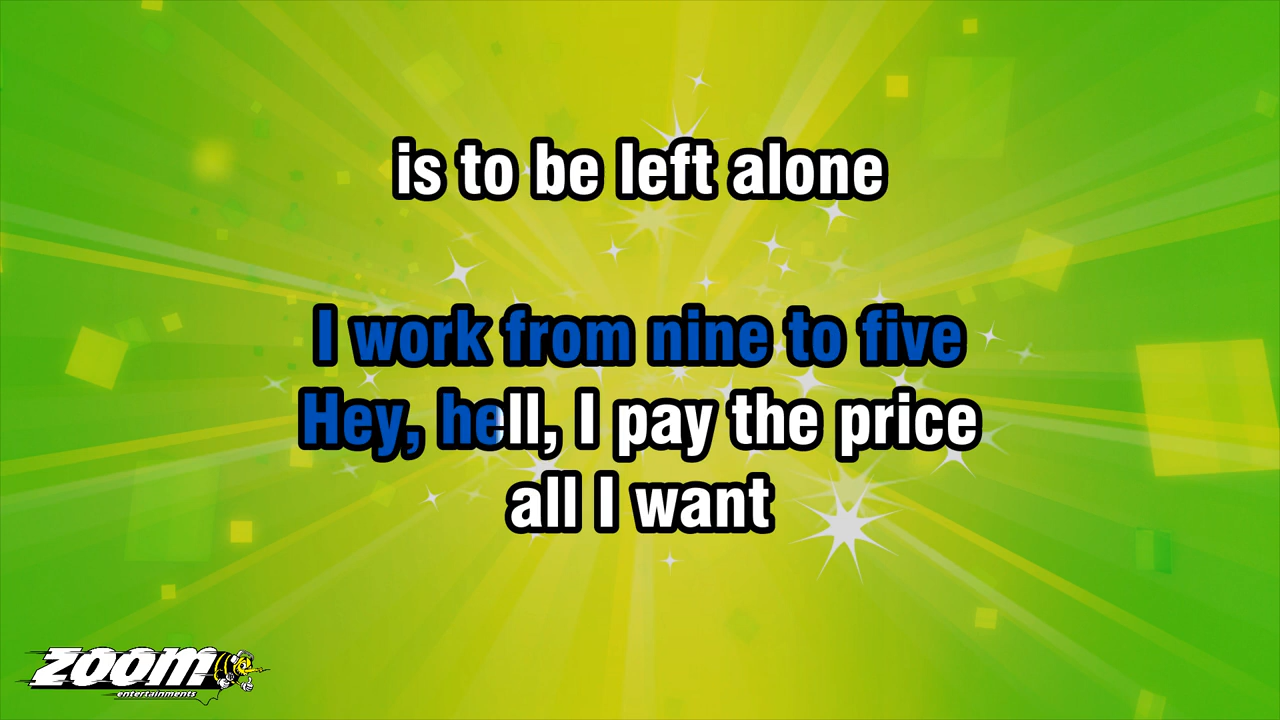 is to be left alone
I work from nine to five
Hey, hell, I pay the price
all I want
zoom
entertainments